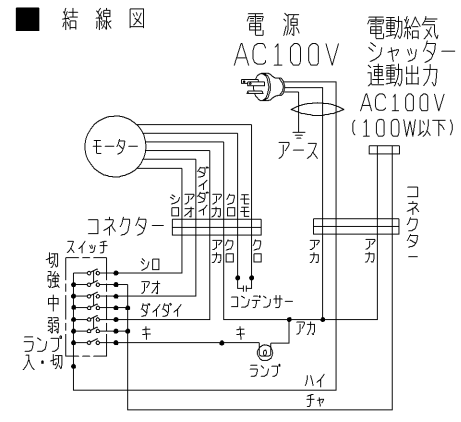 ■ 結線図
電源
AC100V
電動給気
シャッター
連動出力
AC100V
(100W以下)
アース
モーター
シロ
アオ
ダイダイ
アカ
クロ
モモ
コネクター
コネクター
アカ
クロ
クロ
アカ
アカ
スイッチ
切
強
中
弱
ランプ
入・切
シロ
アオ
ダイダイ
キ
キ
コンデンサー
アカ
ランプ
ハイ
チャ